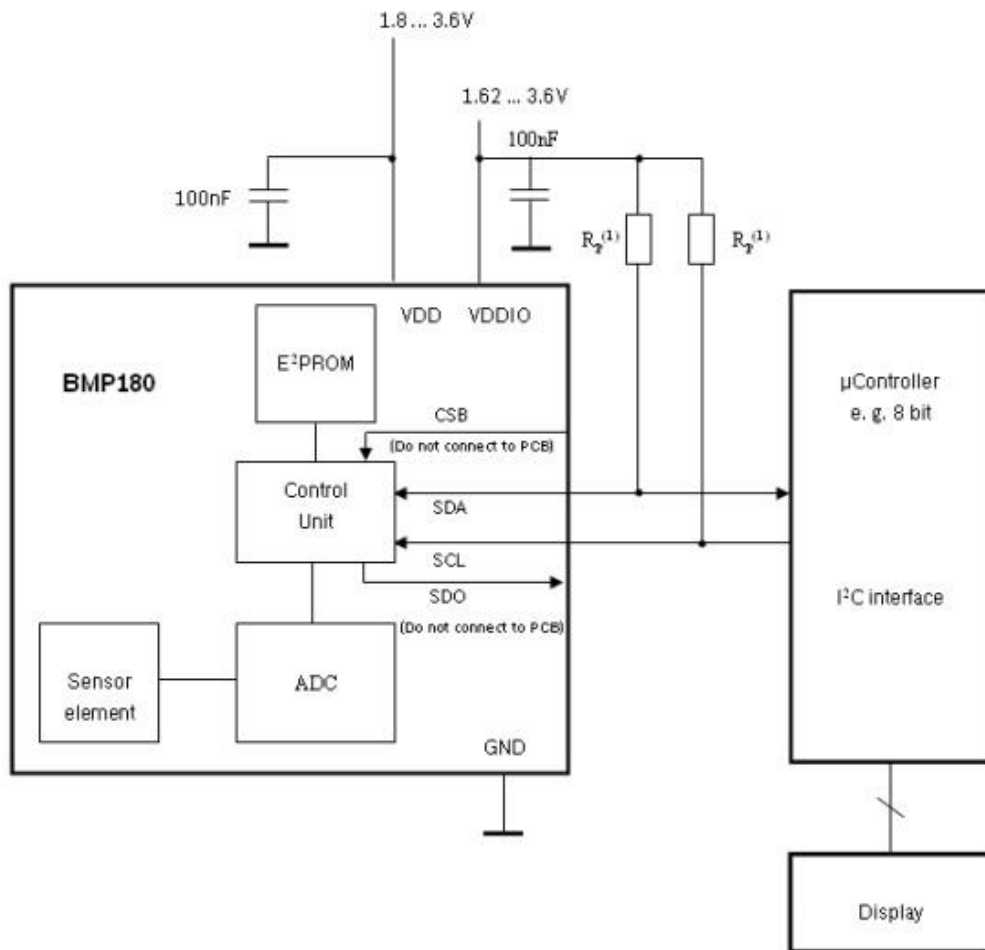 1.8 ... 3.6V
1.62 ... 3.6V
100nF
100nF
R_P⁽¹⁾
R_P⁽¹⁾
VDD
VDDIO
E²PROM
BMP180
µController
e. g. 8 bit
CSB
(Do not connect to PCB)
Control
Unit
SDA
SCL
SDO
(Do not connect to PCB)
I²C interface
Sensor
element
ADC
GND
Display